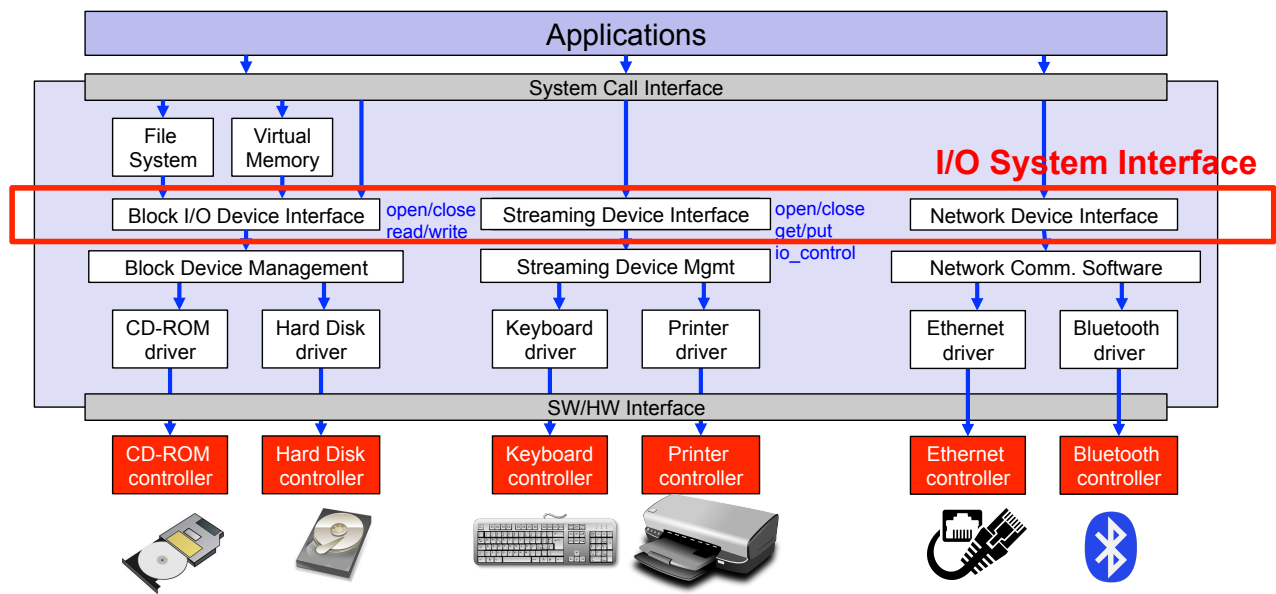 Applications
System Call Interface
File
System
Virtual
Memory
I/O System Interface
Block I/O Device Interface
open/close
read/write
Streaming Device Interface
open/close
get/put
io_control
Network Device Interface
Block Device Management
Streaming Device Mgmt
Network Comm. Software
CD-ROM
driver
Hard Disk
driver
Keyboard
driver
Printer
driver
Ethernet
driver
Bluetooth
driver
SW/HW Interface
CD-ROM
controller
Hard Disk
controller
Keyboard
controller
Printer
controller
Ethernet
controller
Bluetooth
controller